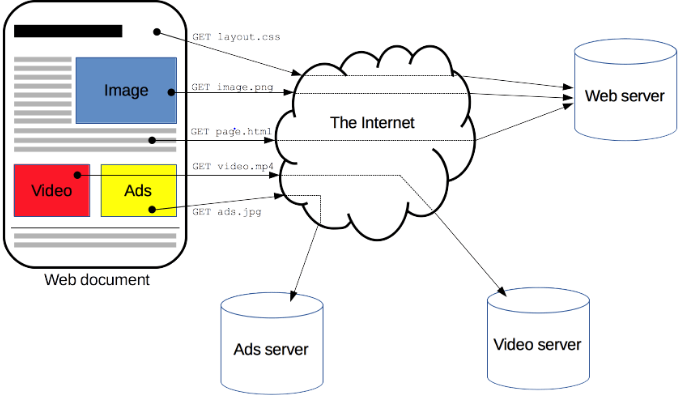 GET layout.css
Image
GET image.png
The Internet
Web server
GET page.html
GET video.mp4
Video
Ads
GET ads.jpg
Web document
Ads server
Video server